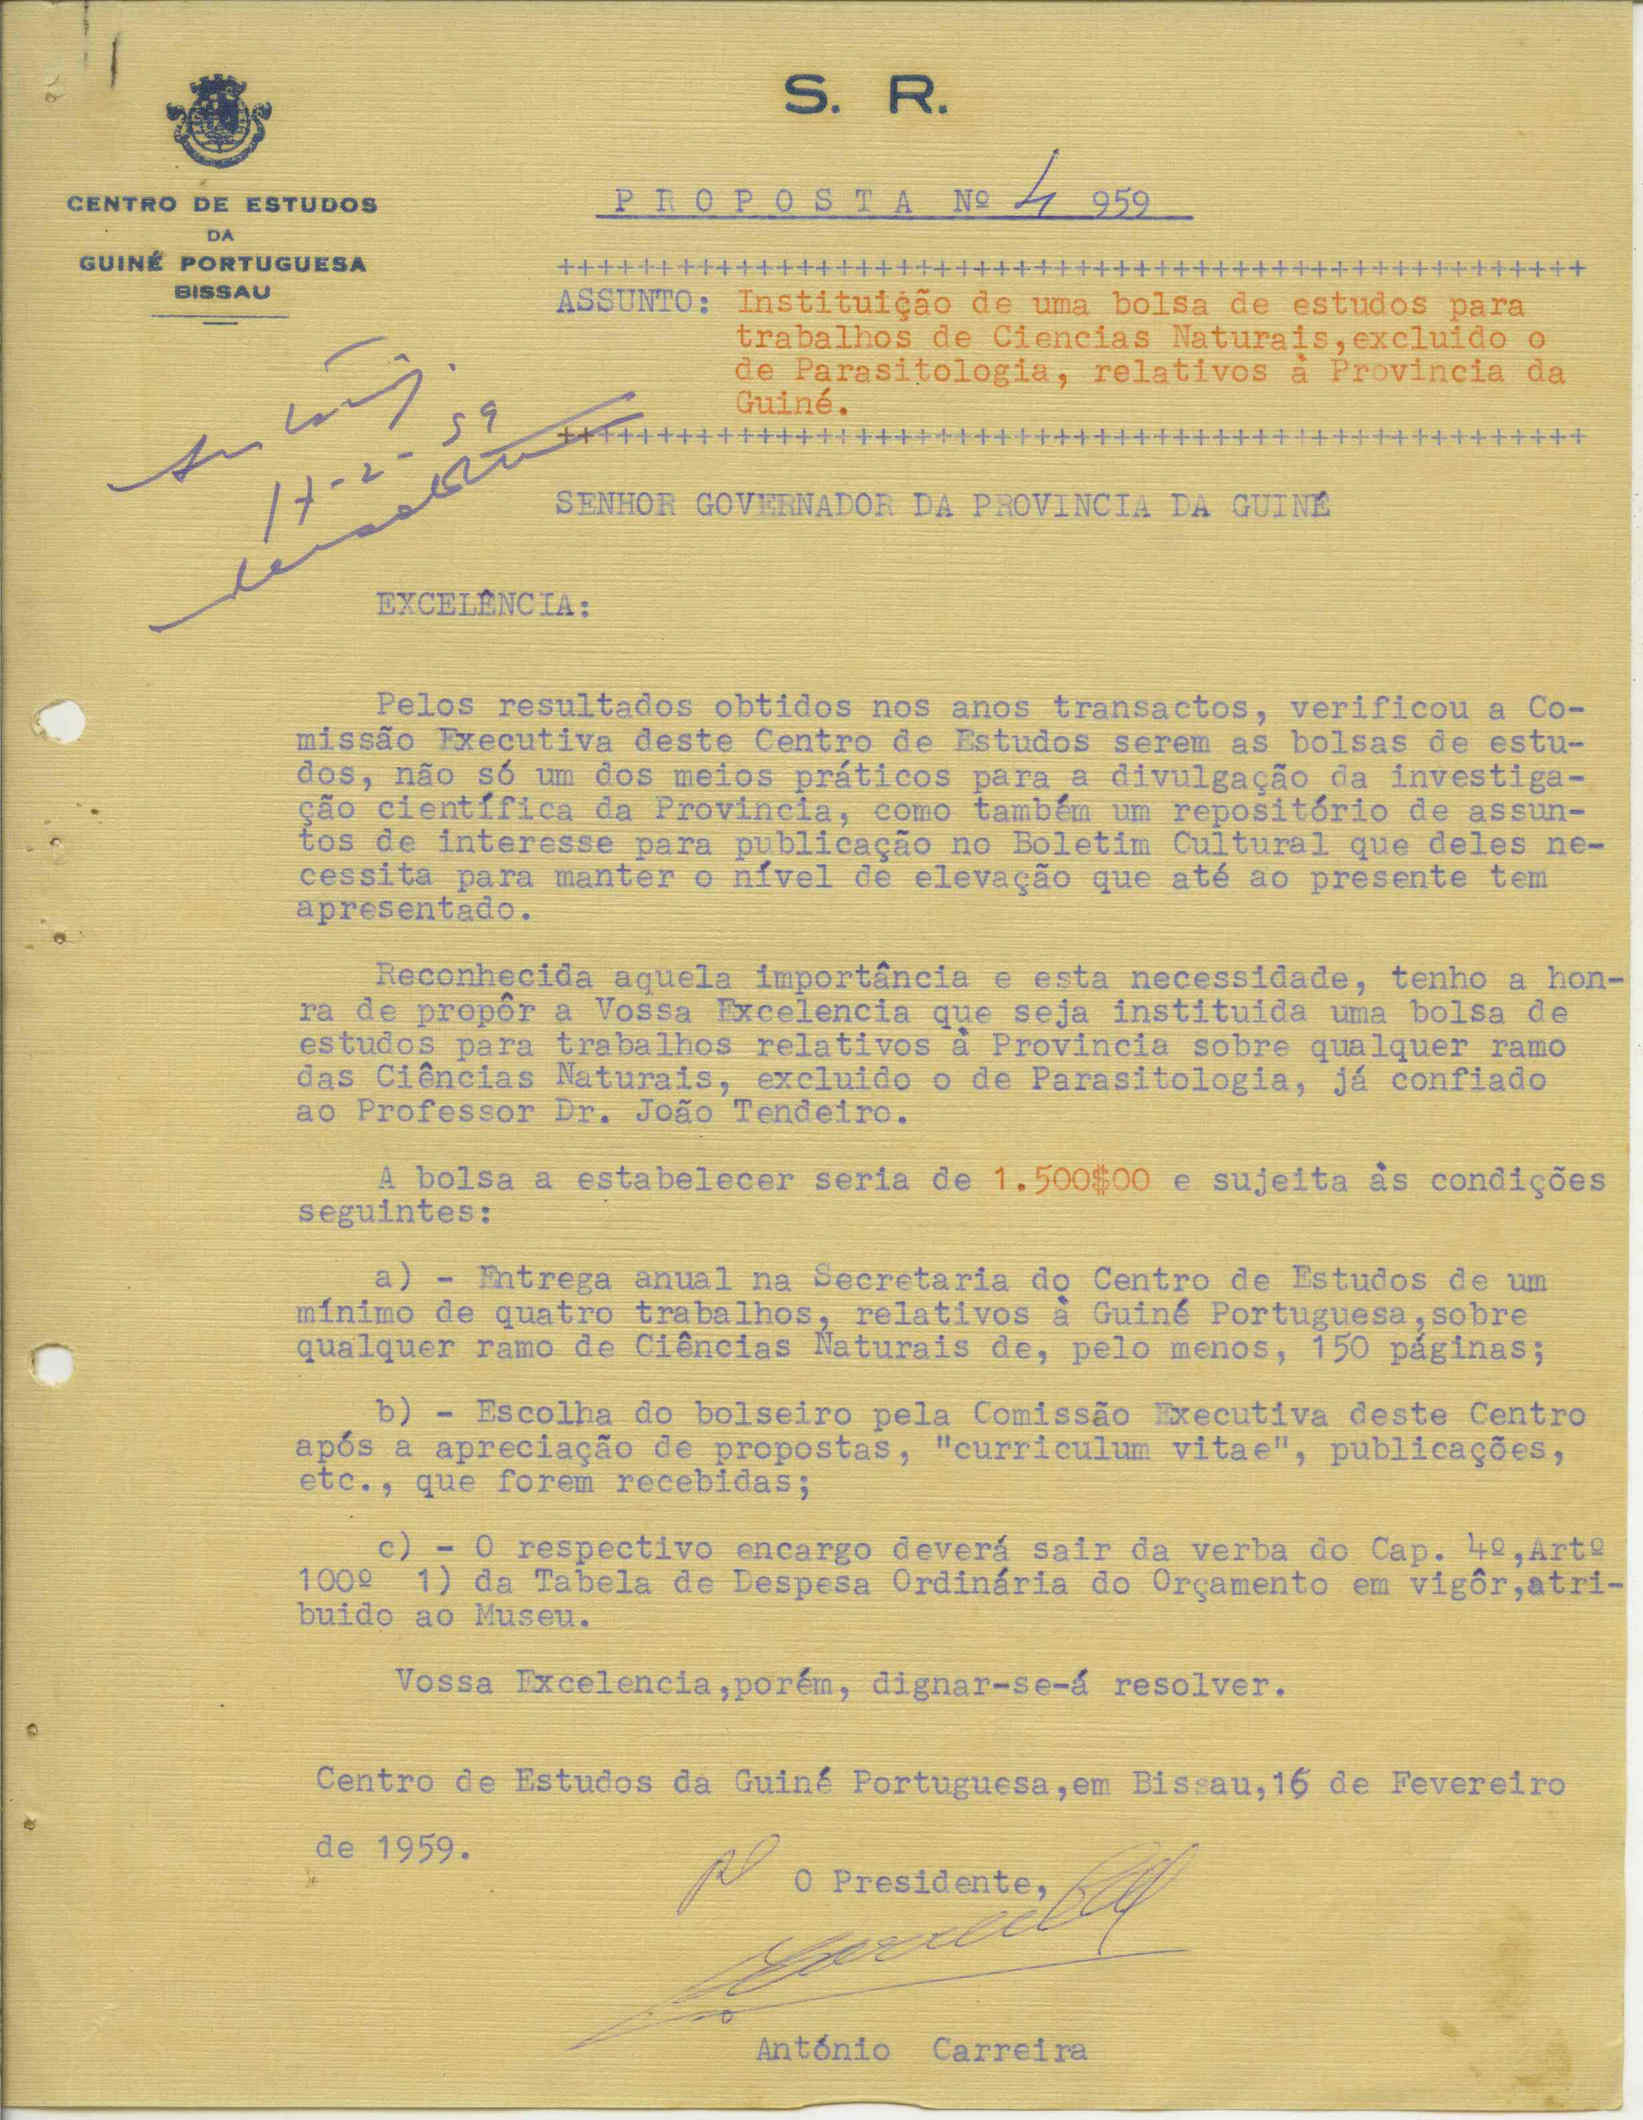 S. R.
CENTRO DE ESTUDOS
DA
GUINÉ PORTUGUESA
BISSAU
PROPOSTA Nº 4 959
++++++++++++++++++++++++++++++++++++++++++++++++++++
ASSUNTO: Instituição de uma bolsa de estudos para
trabalhos de Ciencias Naturais,excluido o
de Parasitologia, relativos à Provincia da
Guiné.
++++++++++++++++++++++++++++++++++++++++++++++++++++
17-2-59
SENHOR GOVERNADOR DA PROVINCIA DA GUINÉ
EXCELÊNCIA:
Pelos resultados obtidos nos anos transactos, verificou a Co-
missão Executiva deste Centro de Estudos serem as bolsas de estu-
dos, não só um dos meios práticos para a divulgação da investiga-
ção científica da Provincia, como também um repositório de assun-
tos de interesse para publicação no Boletim Cultural que deles ne-
cessita para manter o nível de elevação que até ao presente tem
apresentado.
Reconhecida aquela importância e esta necessidade, tenho a hon-
ra de propôr a Vossa Excelencia que seja instituida uma bolsa de
estudos para trabalhos relativos à Provincia sobre qualquer ramo
das Ciências Naturais, excluido o de Parasitologia, já confiado
ao Professor Dr. João Tendeiro.
A bolsa a estabelecer seria de 1.500$00 e sujeita às condições
seguintes:
a) - Entrega anual na Secretaria do Centro de Estudos de um
mínimo de quatro trabalhos, relativos à Guiné Portuguesa,sobre
qualquer ramo de Ciências Naturais de, pelo menos, 150 páginas;
b) - Escolha do bolseiro pela Comissão Executiva deste Centro
após a apreciação de propostas, "curriculum vitae", publicações,
etc., que forem recebidas;
c) - O respectivo encargo deverá sair da verba do Cap. 4º,Artº
100º 1) da Tabela de Despesa Ordinária do Orçamento em vigôr,atri-
buido ao Museu.
Vossa Excelencia,porém, dignar-se-á resolver.
Centro de Estudos da Guiné Portuguesa,em Bissau,16 de Fevereiro
de 1959.
O Presidente,
António Carreira